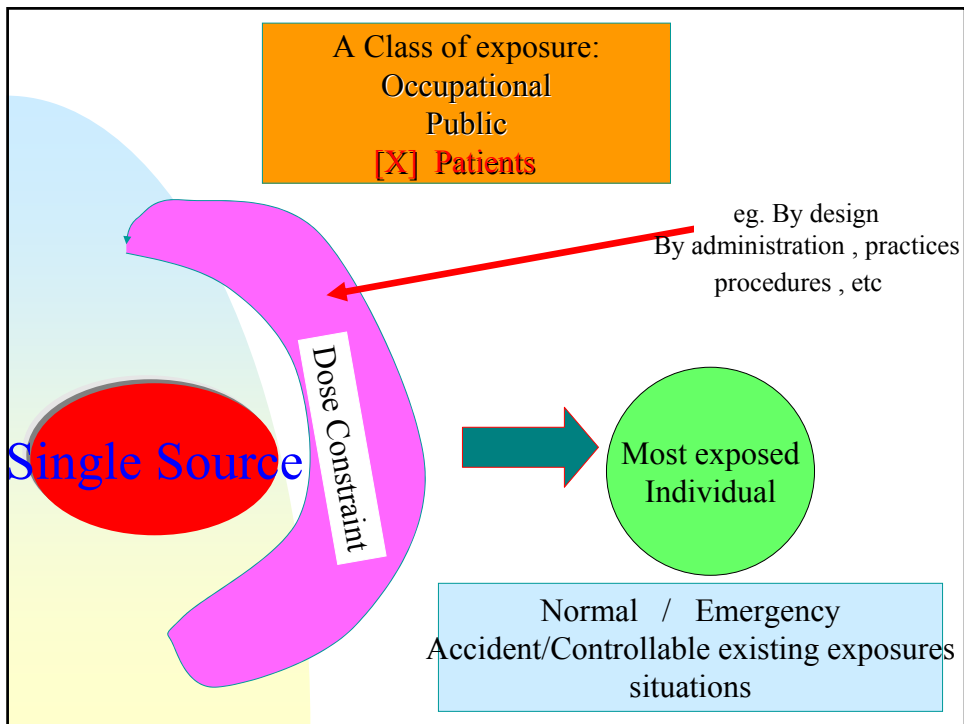 A Class of exposure:
Occupational
Public
[X] Patients
eg. By design
By administration , practices
procedures , etc
Dose Constraint
Single Source
Most exposed
Individual
Normal / Emergency
Accident/Controllable existing exposures
situations